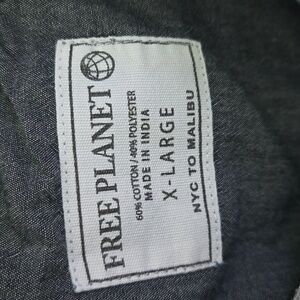 FREE PLANET
60% COTTON / 40% POLYESTER
MADE IN INDIA
X-LARGE
NYC TO MALIBU